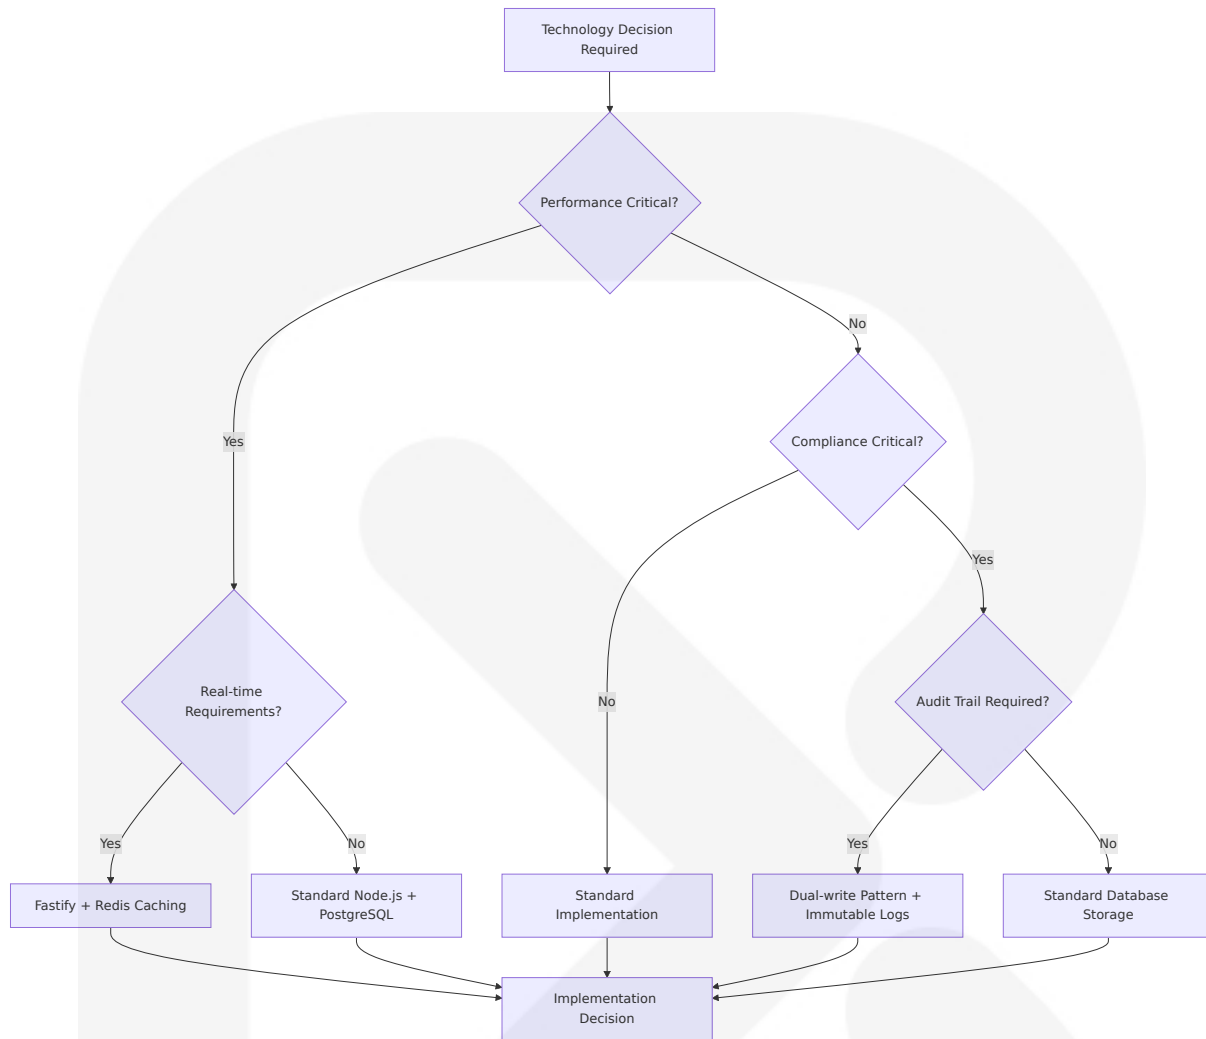 Technology Decision
Required
Performance Critical?
No
Compliance Critical?
Yes
Yes
Real-time
Requirements?
No
Audit Trail Required?
Yes
No
Yes
No
Fastify + Redis Caching
Standard Node.js +
PostgreSQL
Standard
Implementation
Dual-write Pattern +
Immutable Logs
Standard Database
Storage
Implementation
Decision